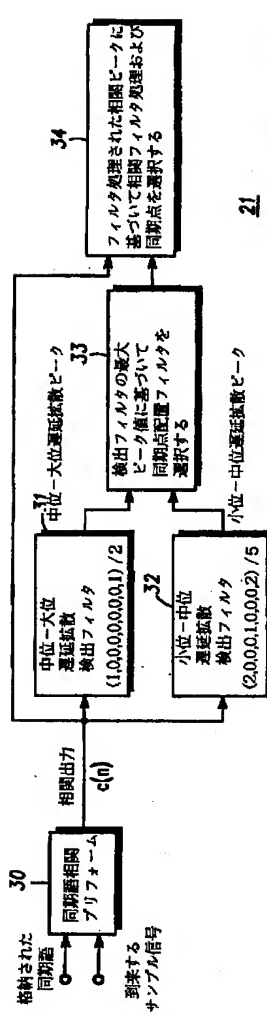 格納された
同期語
到来する
サンプル信号
30
同期語相関
プリフォーム
相関出力
c(n)
31
中位−大位
遅延拡散
検出フィルタ
(1,0,0,0,0,0,0,1)/2
中位−大位遅延拡散ピーク
32
小位−中位
遅延拡散
検出フィルタ
(2,0,0,1,0,0,0,2)/5
小位−中位遅延拡散ピーク
33
検出フィルタの最大
ピーク値に基づいて
同期点配置フィルタを
選択する
34
フィルタ処理された相関ピークに
基づいて相関フィルタ処理および
同期点を選択する
21